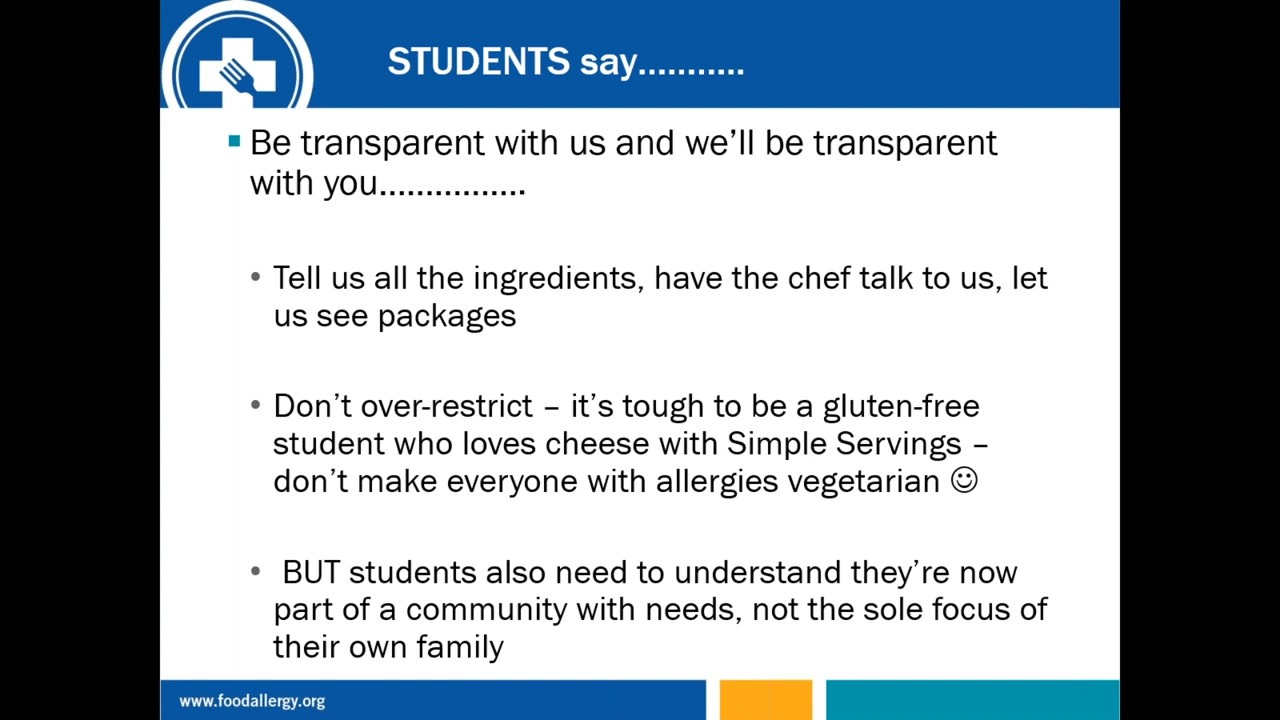 STUDENTS say...........
▪ Be transparent with us and we’ll be transparent
with you................
• Tell us all the ingredients, have the chef talk to us, let
us see packages
• Don’t over-restrict – it’s tough to be a gluten-free
student who loves cheese with Simple Servings –
don’t make everyone with allergies vegetarian ☺
• BUT students also need to understand they’re now
part of a community with needs, not the sole focus of
their own family
www.foodallergy.org